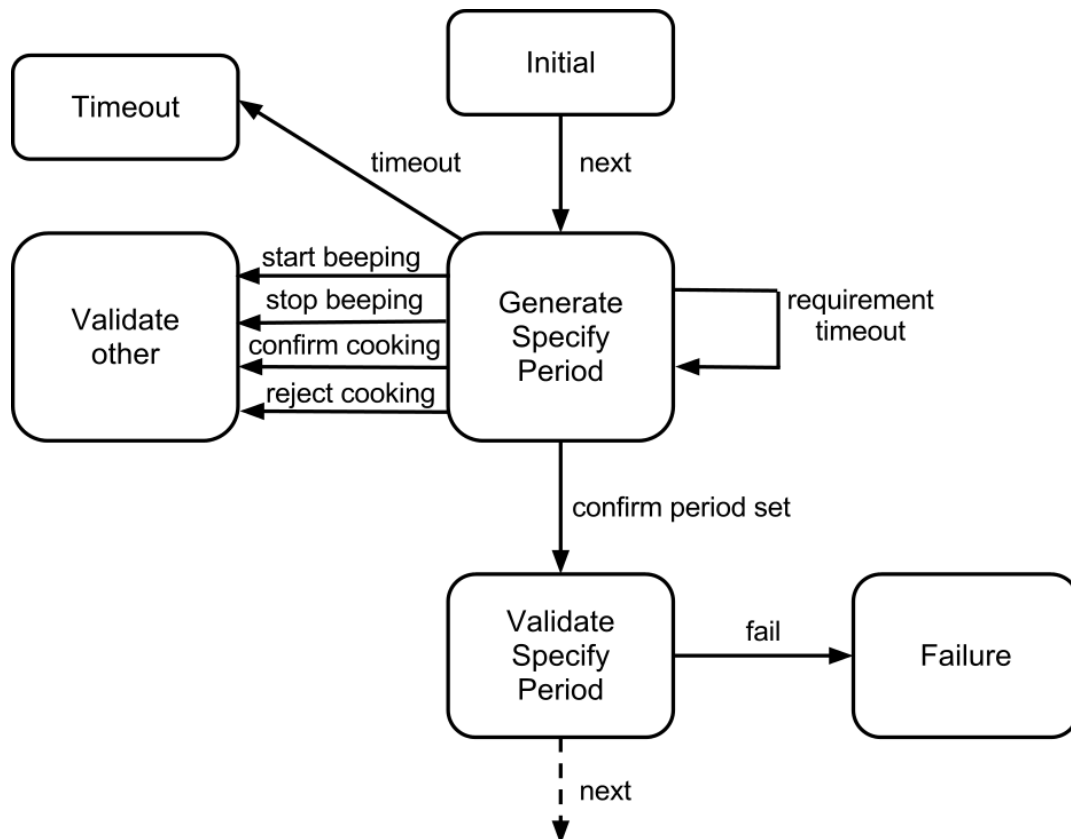 Initial
Timeout
timeout
next
start beeping
stop beeping
confirm cooking
reject cooking
Validate
other
Generate
Specify
Period
requirement
timeout
confirm period set
Validate
Specify
Period
fail
Failure
next